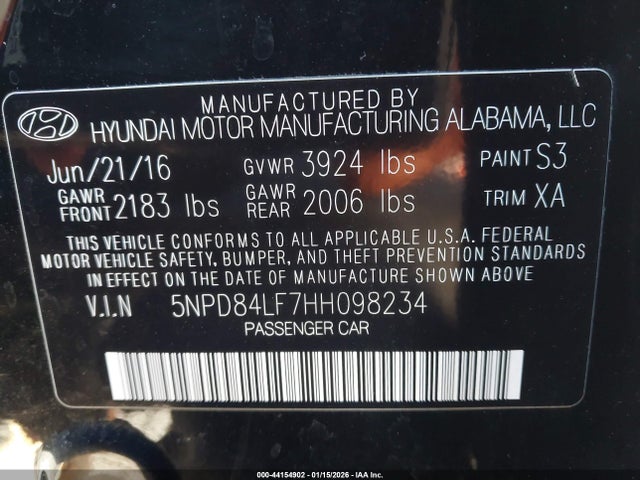 MANUFACTURED BY
HYUNDAI MOTOR MANUFACTURING ALABAMA, LLC
Jun/21/16 GVWR 3924 lbs PAINT S3
GAWR FRONT 2183 lbs GAWR REAR 2006 lbs TRIM XA
THIS VEHICLE CONFORMS TO ALL APPLICABLE U.S.A. FEDERAL
MOTOR VEHICLE SAFETY, BUMPER, AND THEFT PREVENTION STANDARDS
IN EFFECT ON THE DATE OF MANUFACTURE SHOWN ABOVE
V.I.N 5NPD84LF7HH098234
PASSENGER CAR
000-44154902 - 01/15/2026 - IAA Inc.